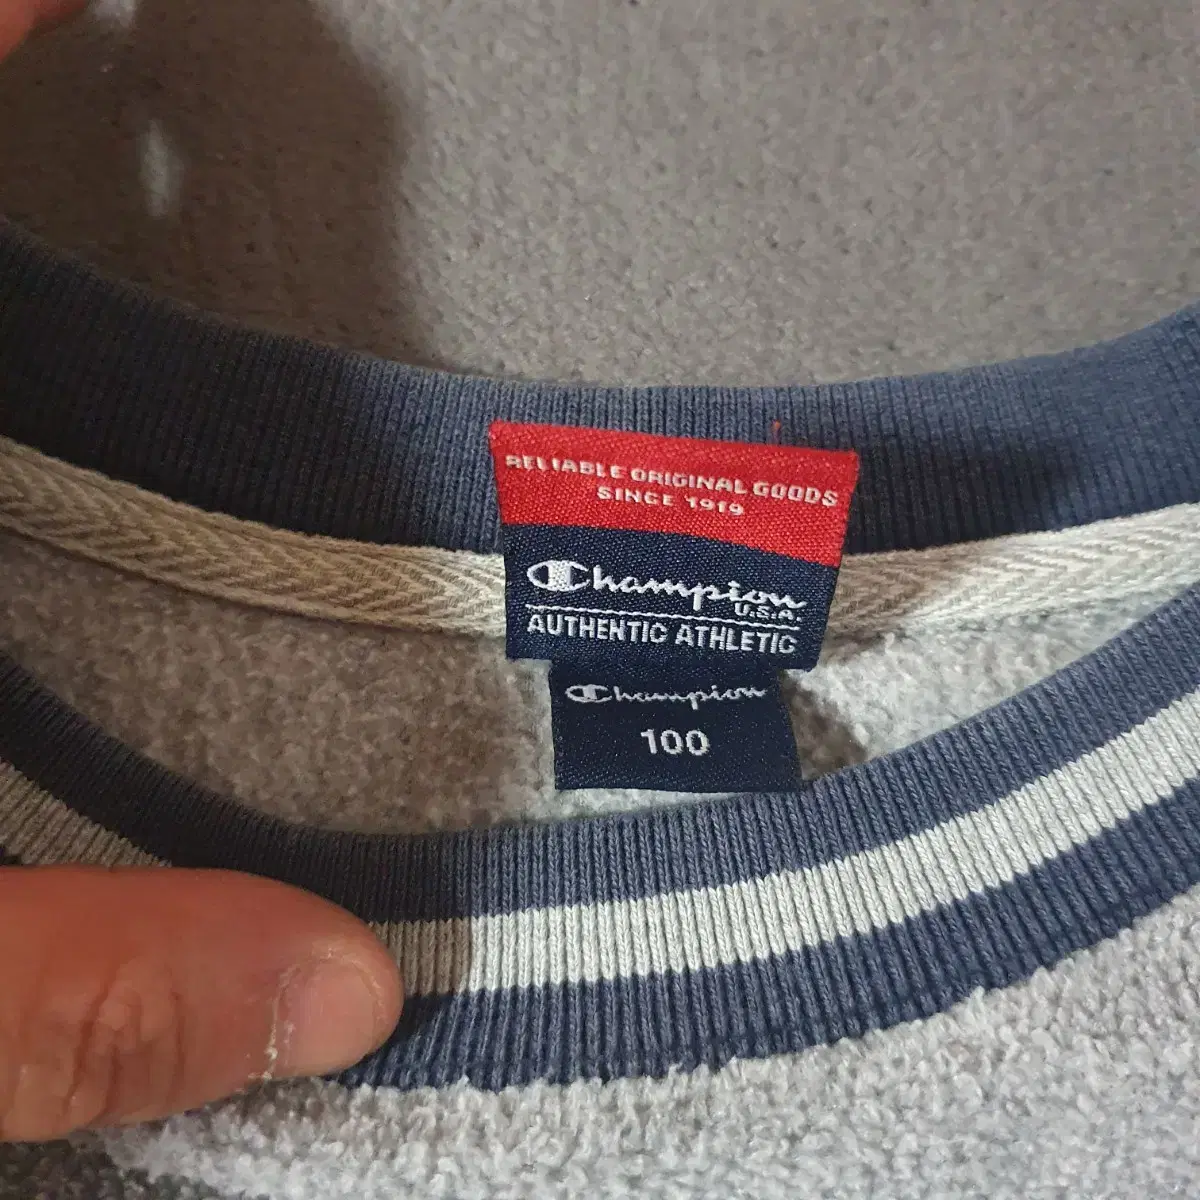 RELIABLE ORIGINAL GOODS
SINCE 1919
Champion
U.S.A.
AUTHENTIC ATHLETIC
Champion
100